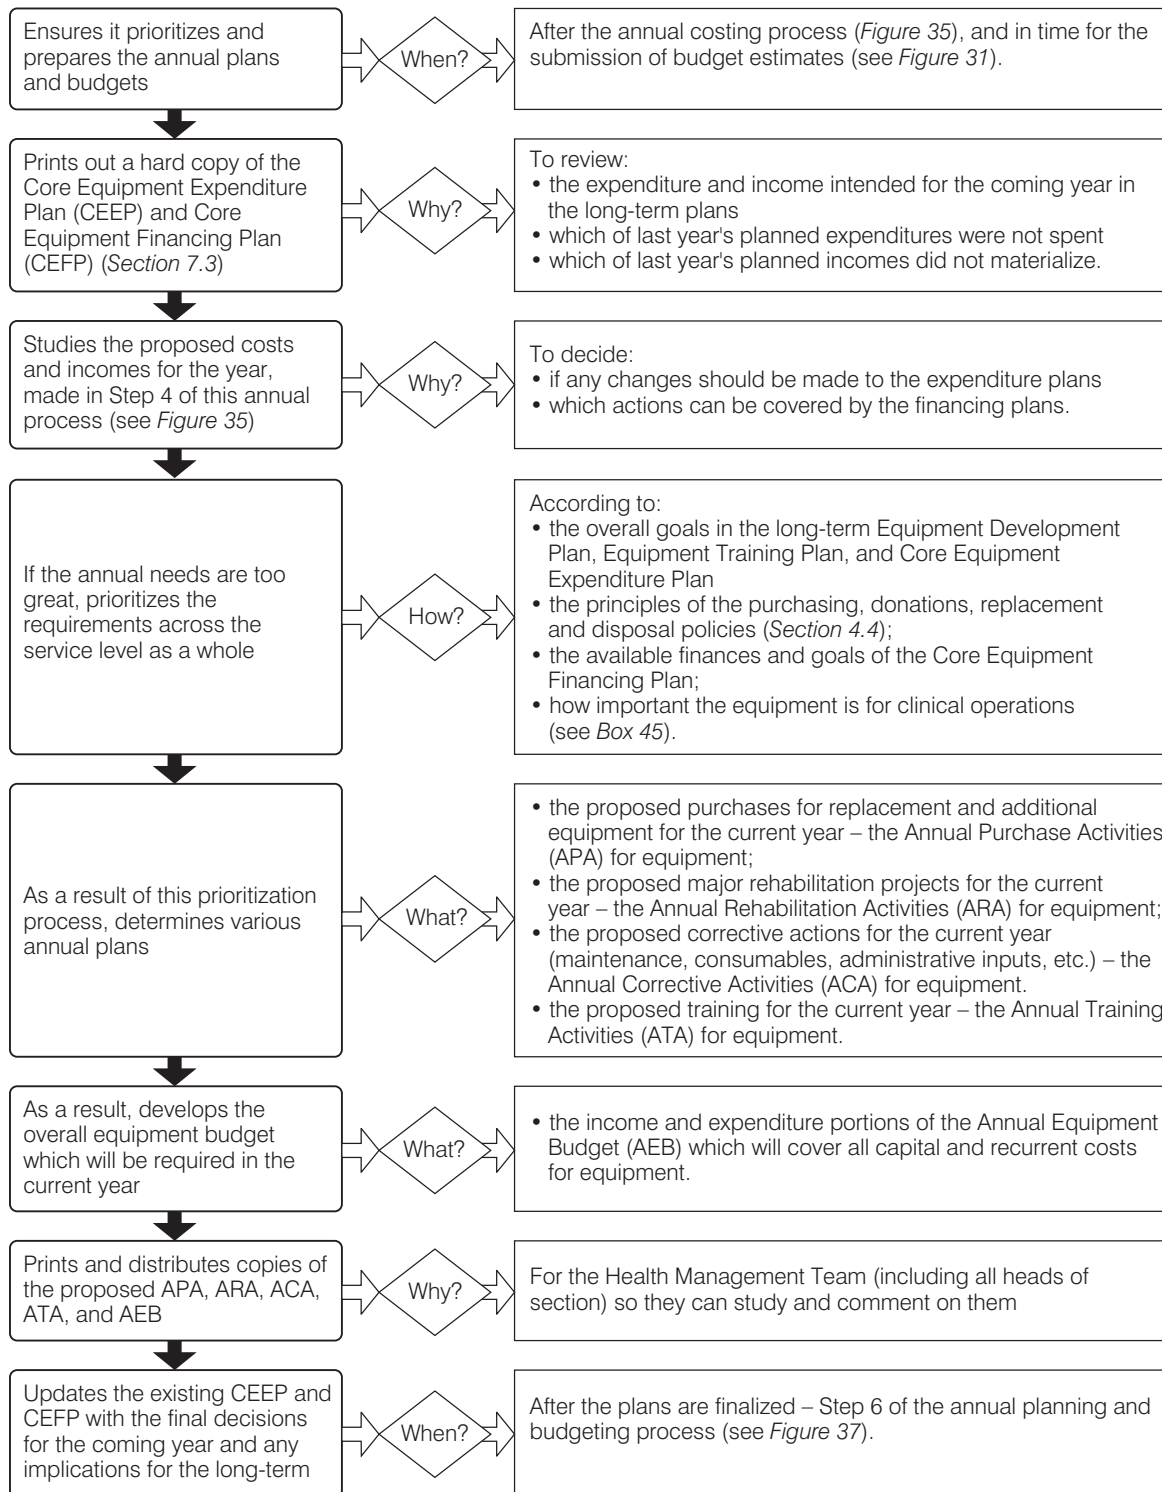 Ensures it prioritizes and
prepares the annual plans
and budgets
When?
After the annual costing process (Figure 35), and in time for the
submission of budget estimates (see Figure 31).
Prints out a hard copy of the
Core Equipment Expenditure
Plan (CEEP) and Core
Equipment Financing Plan
(CEFP) (Section 7.3)
Why?
To review:
• the expenditure and income intended for the coming year in
the long-term plans
• which of last year's planned expenditures were not spent
• which of last year's planned incomes did not materialize.
Studies the proposed costs
and incomes for the year,
made in Step 4 of this annual
process (see Figure 35)
Why?
To decide:
• if any changes should be made to the expenditure plans
• which actions can be covered by the financing plans.
If the annual needs are too
great, prioritizes the
requirements across the
service level as a whole
How?
According to:
• the overall goals in the long-term Equipment Development
Plan, Equipment Training Plan, and Core Equipment
Expenditure Plan
• the principles of the purchasing, donations, replacement
and disposal policies (Section 4.4);
• the available finances and goals of the Core Equipment
Financing Plan;
• how important the equipment is for clinical operations
(see Box 45).
As a result of this prioritization
process, determines various
annual plans
What?
• the proposed purchases for replacement and additional
equipment for the current year – the Annual Purchase Activities
(APA) for equipment;
• the proposed major rehabilitation projects for the current
year – the Annual Rehabilitation Activities (ARA) for equipment;
• the proposed corrective actions for the current year
(maintenance, consumables, administrative inputs, etc.) – the
Annual Corrective Activities (ACA) for equipment.
• the proposed training for the current year – the Annual Training
Activities (ATA) for equipment.
As a result, develops the
overall equipment budget
which will be required in the
current year
What?
• the income and expenditure portions of the Annual Equipment
Budget (AEB) which will cover all capital and recurrent costs
for equipment.
Prints and distributes copies of
the proposed APA, ARA, ACA,
ATA, and AEB
Why?
For the Health Management Team (including all heads of
section) so they can study and comment on them
Updates the existing CEEP and
CEFP with the final decisions
for the coming year and any
implications for the long-term
When?
After the plans are finalized – Step 6 of the annual planning and
budgeting process (see Figure 37).